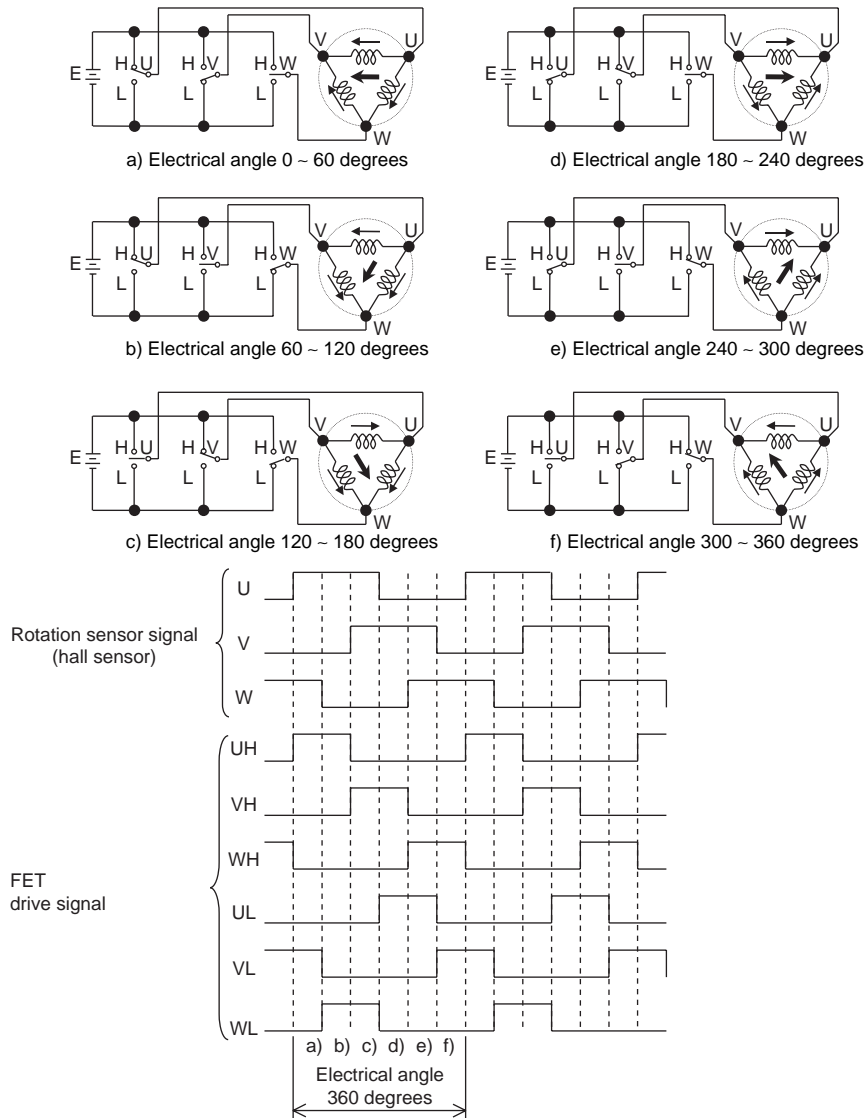 V U
H U H V H W
E
L L L
W
a) Electrical angle 0 ~ 60 degrees
V U
H U H V H W
E
L L L
W
d) Electrical angle 180 ~ 240 degrees
V U
H U H V H W
E
L L L
W
b) Electrical angle 60 ~ 120 degrees
V U
H U H V H W
E
L L L
W
e) Electrical angle 240 ~ 300 degrees
V U
H U H V H W
E
L L L
W
c) Electrical angle 120 ~ 180 degrees
V U
H U H V H W
E
L L L
W
f) Electrical angle 300 ~ 360 degrees
Rotation sensor signal
(hall sensor)
U
V
W
FET
drive signal
UH
VH
WH
UL
VL
WL
a) b) c) d) e) f)
Electrical angle
360 degrees